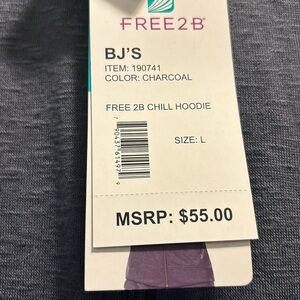 FREE2B
BJ'S
ITEM: 190741
COLOR: CHARCOAL
FREE 2B CHILL HOODIE
SIZE: L
MSRP: $55.00